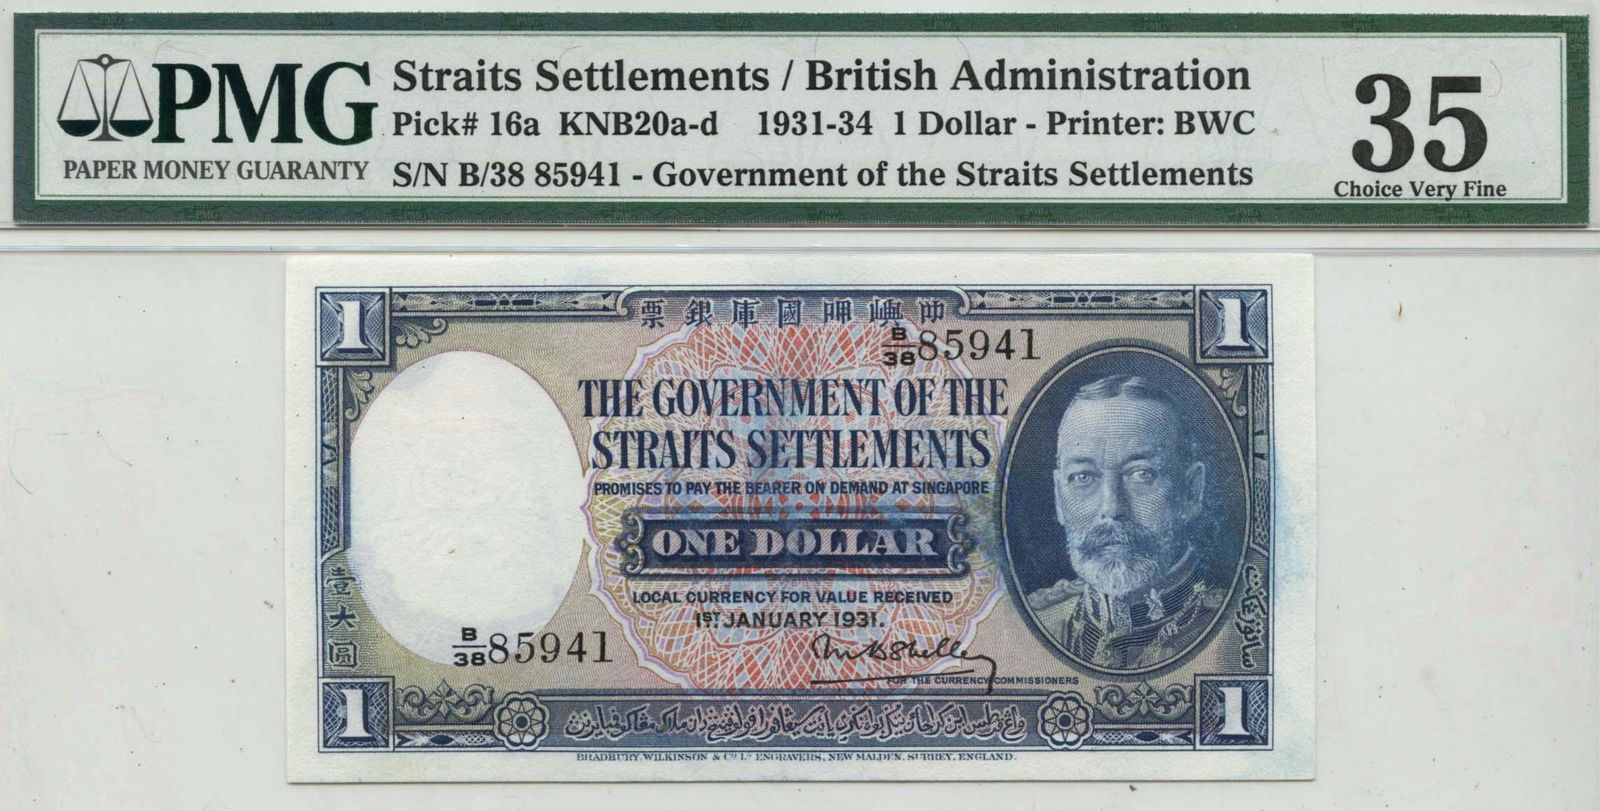 PMG
PAPER MONEY GUARANTY
Straits Settlements / British Administration
Pick# 16a KNB20a-d 1931-34 1 Dollar - Printer: BWC
S/N B/38 85941 - Government of the Straits Settlements
35
Choice Very Fine
1
1
票銀庫國呷嶼叻
B/38 85941
THE GOVERNMENT OF THE
STRAITS SETTLEMENTS
PROMISES TO PAY THE BEARER ON DEMAND AT SINGAPORE
ONE DOLLAR
LOCAL CURRENCY FOR VALUE RECEIVED
1ST JANUARY 1931.
B/38 85941
FOR THE CURRENCY COMMISSIONERS
壹大圓
1
1
BRADBURY, WILKINSON & Co. Ld. ENGRAVERS, NEW MALDEN, SURREY, ENGLAND.